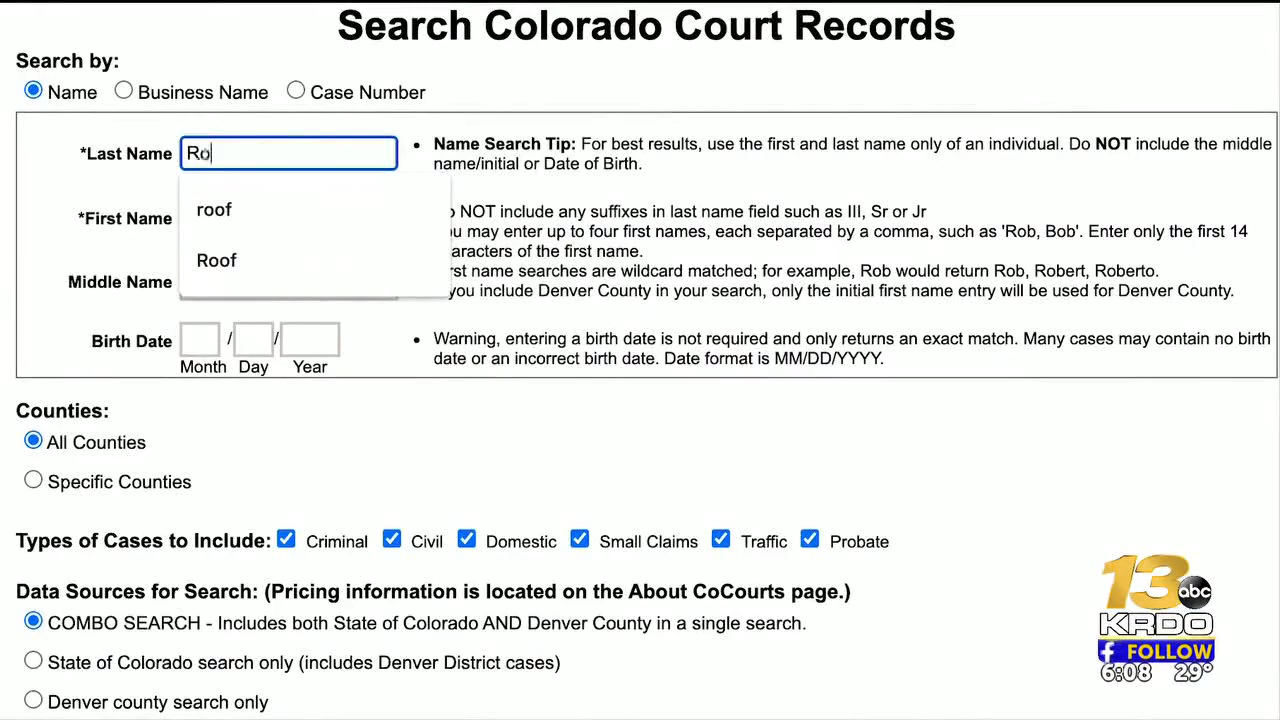 Search Colorado Court Records
Search by:
Name Business Name Case Number
*Last Name Ro
Name Search Tip: For best results, use the first and last name only of an individual. Do NOT include the middle
name/initial or Date of Birth.
roof
Roof
*First Name
Middle Name
NOT include any suffixes in last name field such as III, Sr or Jr
may enter up to four first names, each separated by a comma, such as 'Rob, Bob'. Enter only the first 14
of the first name.
name searches are wildcard matched; for example, Rob would return Rob, Robert, Roberto.
you include Denver County in your search, only the initial first name entry will be used for Denver County.
Birth Date / /
Month Day Year
Warning, entering a birth date is not required and only returns an exact match. Many cases may contain no birth
date or an incorrect birth date. Date format is MM/DD/YYYY.
Counties:
All Counties
Specific Counties
Types of Cases to Include: Criminal Civil Domestic Small Claims Traffic Probate
Data Sources for Search: (Pricing information is located on the About CoCourts page.)
COMBO SEARCH - Includes both State of Colorado AND Denver County in a single search.
State of Colorado search only (includes Denver District cases)
Denver county search only
13 abc
KRDO
f FOLLOW
6:08 29°